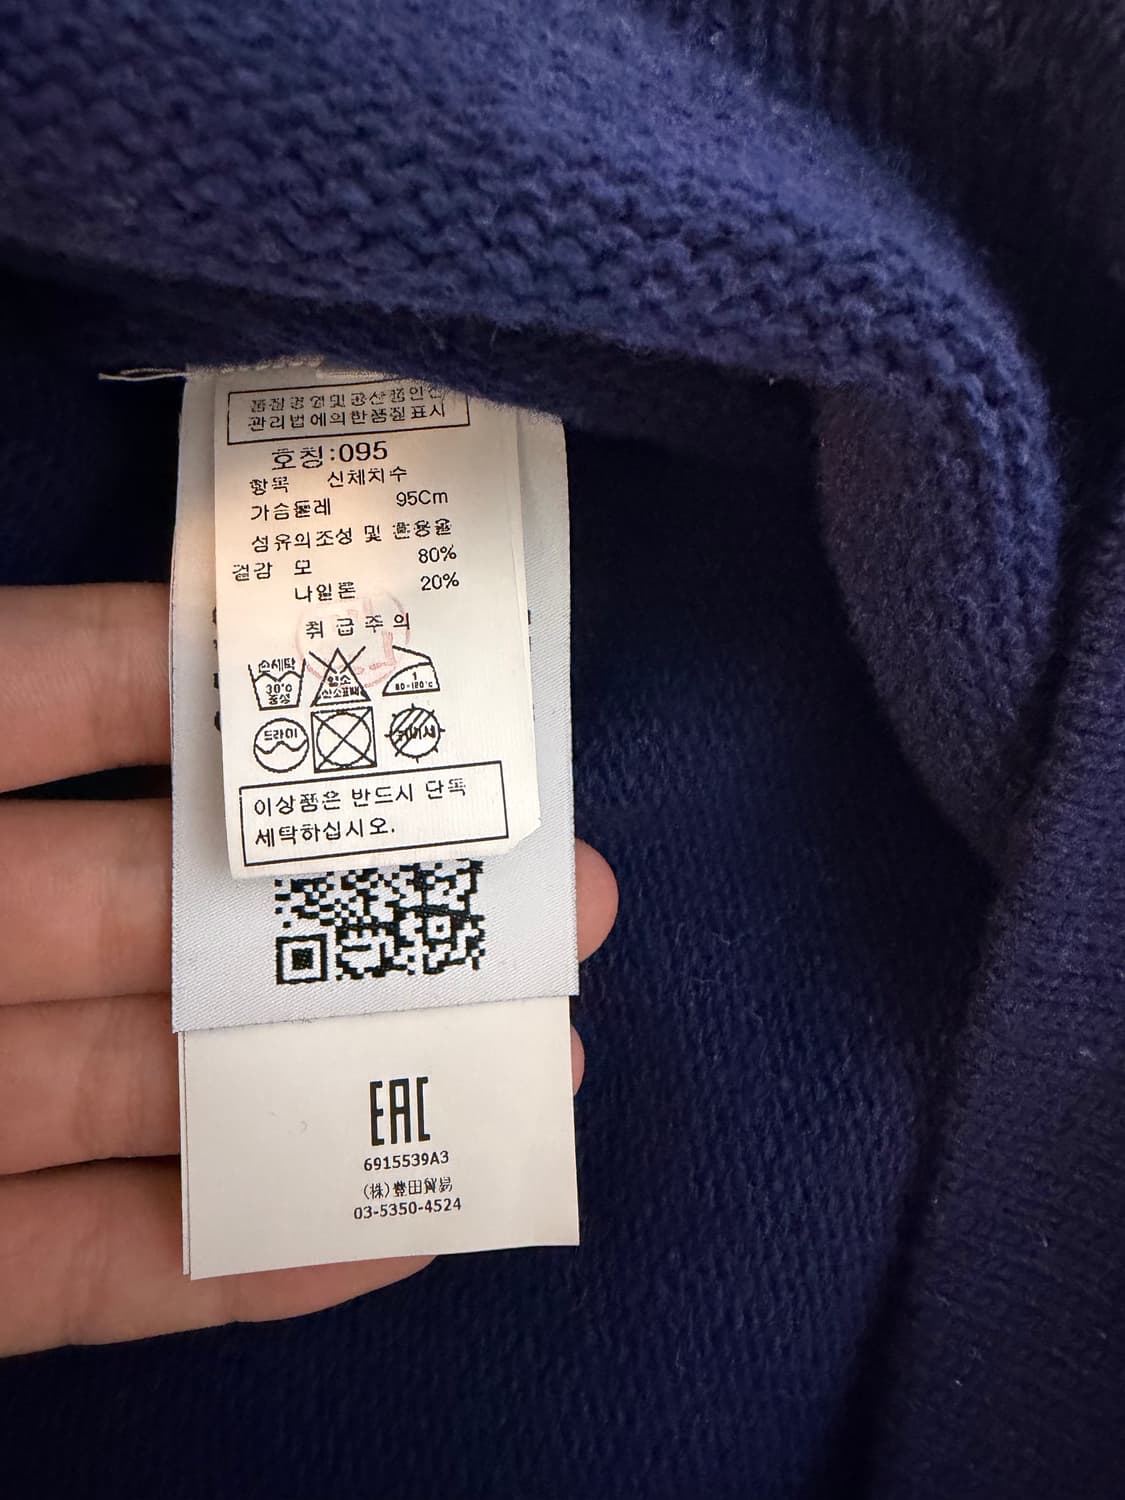 품질경영및공산품안전
관리법에의한품질표시
호칭:095
항목 신체치수
가슴둘레 95Cm
섬유의조성 및 혼용율
겉감 모 80%
나일론 20%
취급주의
손세탁
30°C
중성
염소
산소표백
1
80-120°C
드라이
이상품은 반드시 단독
세탁하십시오.
EAC
6915539A3
(株)豊田貿易
03-5350-4524